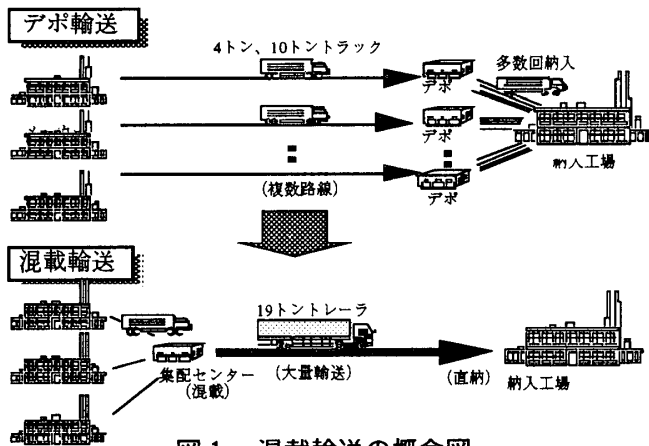 デポ輸送
4トン、10トントラック
デポ
多数回納入
デポ
納入工場
(複数路線)
デポ
混載輸送
19トントレーラ
集配センター
(混載)
(大量輸送)
(直納)
納入工場
図1 混載輸送の概念図